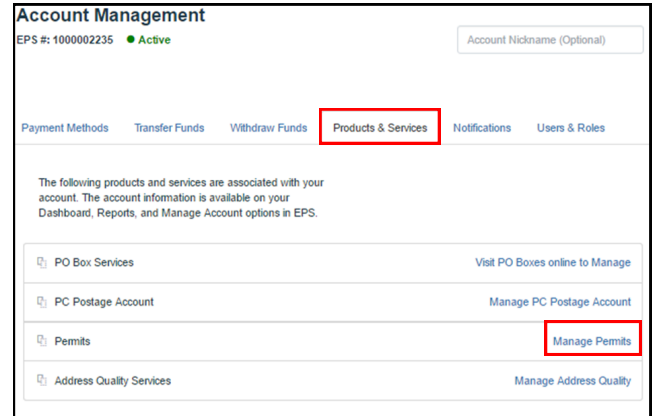 Account Management
EPS #: 1000002235 Active
Account Nickname (Optional)
Payment Methods Transfer Funds Withdraw Funds Products & Services Notifications Users & Roles
The following products and services are associated with your
account. The account information is available on your
Dashboard, Reports, and Manage Account options in EPS.
PO Box Services Visit PO Boxes online to Manage
PC Postage Account Manage PC Postage Account
Permits Manage Permits
Address Quality Services Manage Address Quality